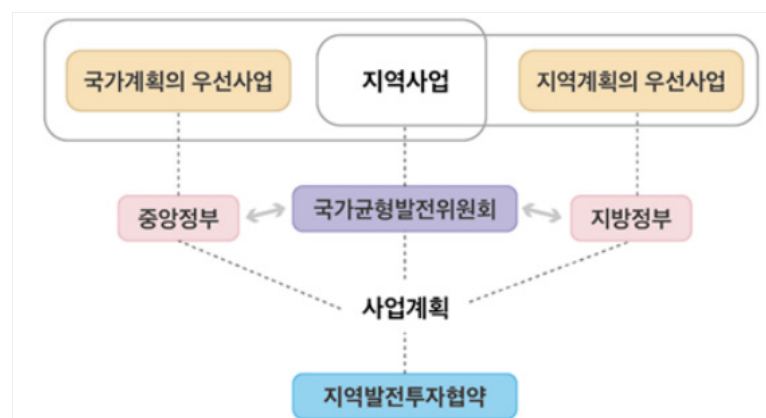 국가계획의 우선사업
지역사업
지역계획의 우선사업
중앙정부
국가균형발전위원회
지방정부
사업계획
지역발전투자협약